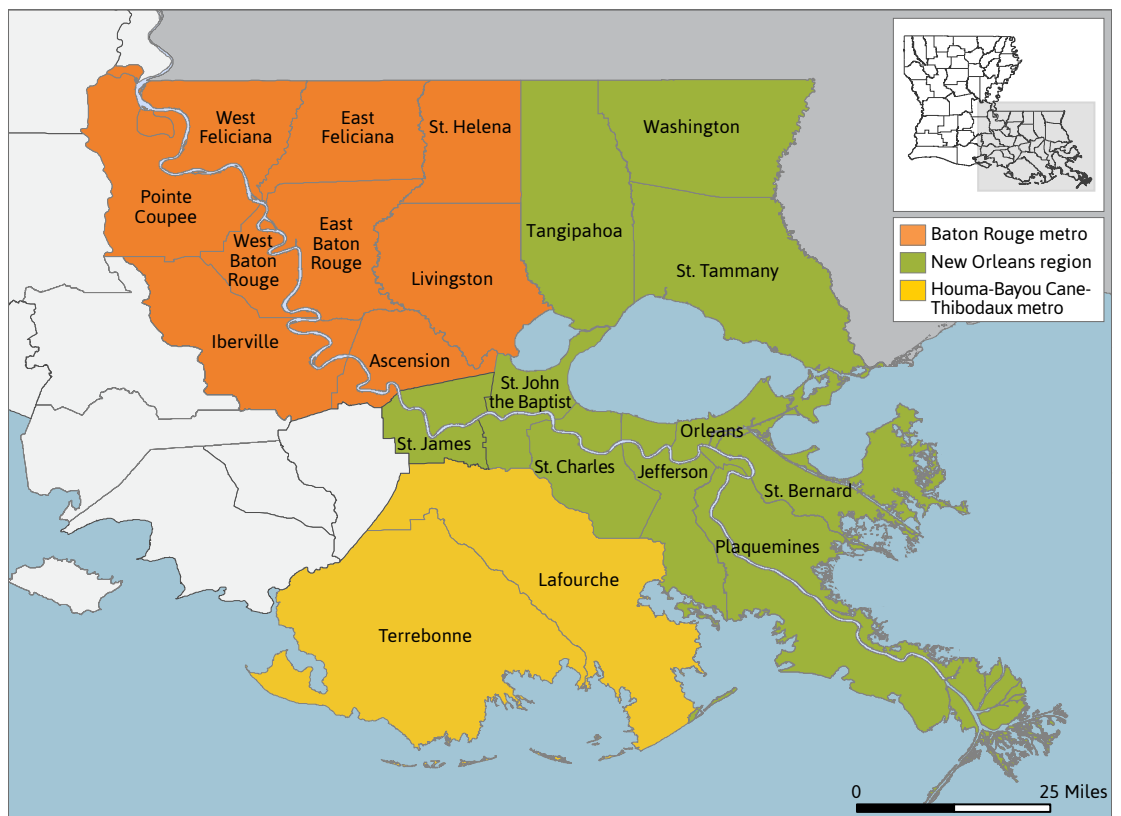 West
Feliciana
East
Feliciana
St. Helena
Washington
Pointe
Coupee
West
Baton
Rouge
East
Baton
Rouge
Livingston
Tangipahoa
St. Tammany
Baton Rouge metro
New Orleans region
Houma-Bayou Cane-
Thibodaux metro
Iberville
Ascension
St. John
the Baptist
St. James
St. Charles
Jefferson
Orleans
St. Bernard
Plaquemines
Lafourche
Terrebonne
0
25 Miles